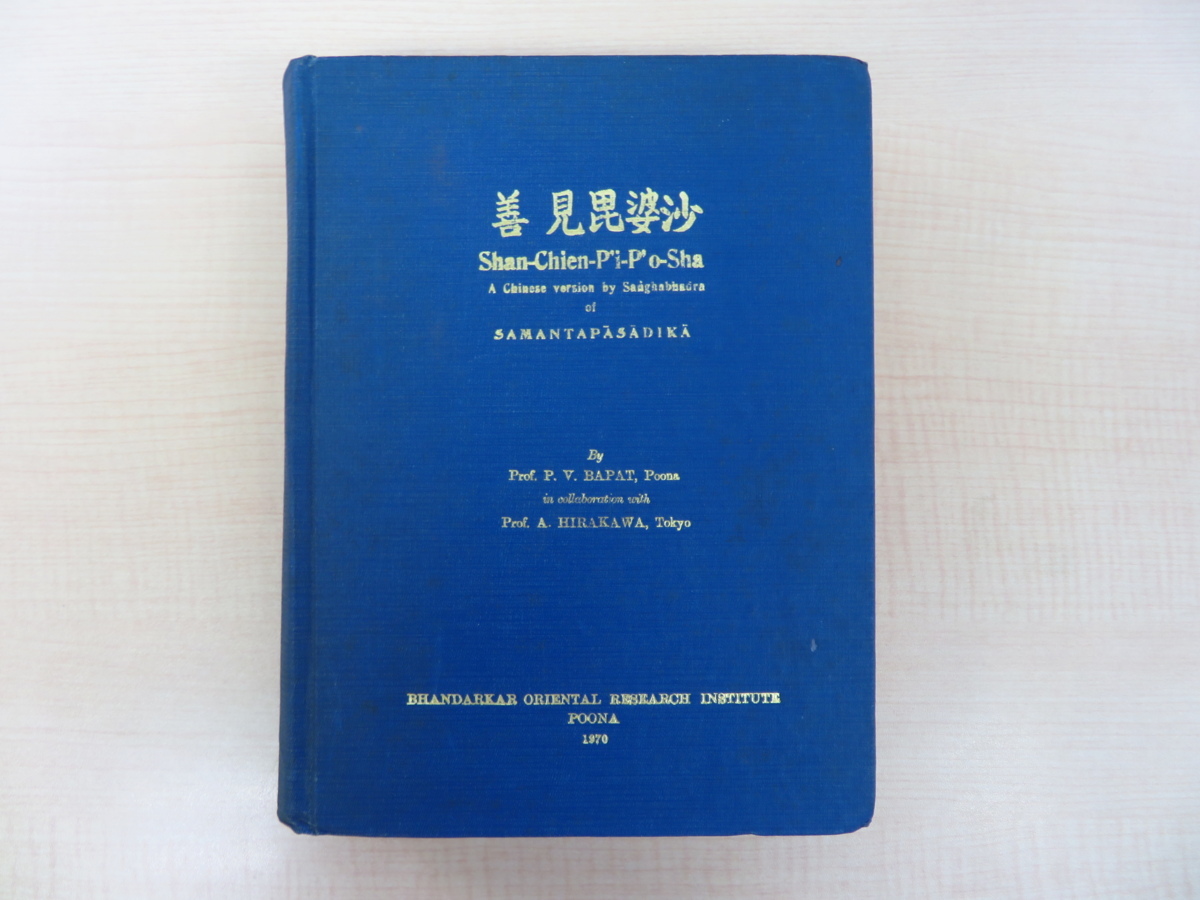 善見毘婆沙
Shan-Chien-P'i-P'o-Sha
A Chinese version by Saṅghabhadra
of
SAMANTAPĀSĀDIKĀ
By
Prof. P. V. BAPAT, Poona
in collaboration with
Prof. A. HIRAKAWA, Tokyo
BHANDARKAR ORIENTAL RESEARCH INSTITUTE
POONA
1970